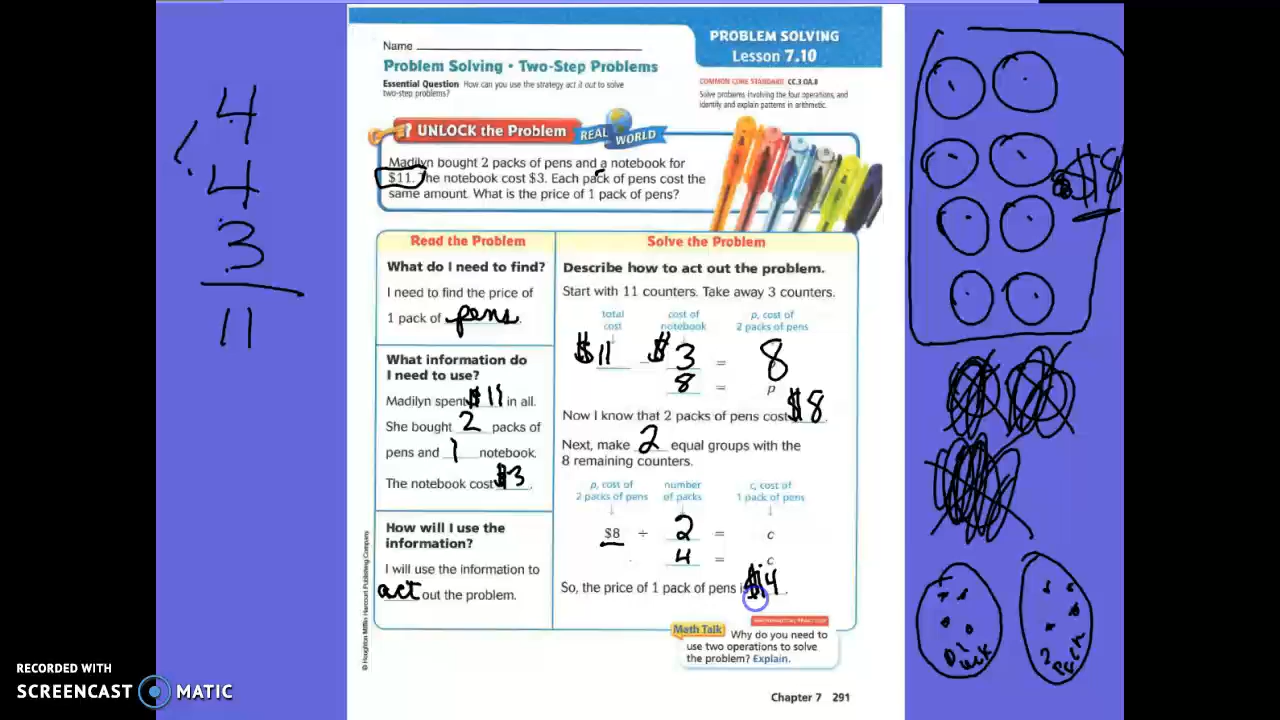 4
4
3
11
Name
PROBLEM SOLVING
Lesson 7.10
Problem Solving • Two-Step Problems
Essential Question How can you use the strategy act it out to solve
two-step problems?
COMMON CORE STANDARD CC.3.OA.8
Solve problems involving the four operations, and
identify and explain patterns in arithmetic.
? UNLOCK the Problem REAL WORLD
Madilyn bought 2 packs of pens and a notebook for
$11. The notebook cost $3. Each pack of pens cost the
same amount. What is the price of 1 pack of pens?
Read the Problem
What do I need to find?
I need to find the price of
1 pack of pens.
What information do
I need to use?
Madilyn spent $11 in all.
She bought 2 packs of
pens and 1 notebook.
The notebook cost $3.
How will I use the
information?
I will use the information to
act out the problem.
Solve the Problem
Describe how to act out the problem.
Start with 11 counters. Take away 3 counters.
total cost of p, cost of
cost notebook 2 packs of pens
$11 $3 = 8
8 = p
Now I know that 2 packs of pens cost $8.
Next, make 2 equal groups with the
8 remaining counters.
p, cost of number c, cost of
2 packs of pens of packs 1 pack of pens
$8 ÷ 2 = c
4 = c
So, the price of 1 pack of pens is $4.
Math Talk Why do you need to
use two operations to solve
the problem? Explain.
© Houghton Mifflin Harcourt Publishing Company
Chapter 7 291
$8
RECORDED WITH
SCREENCAST MATIC